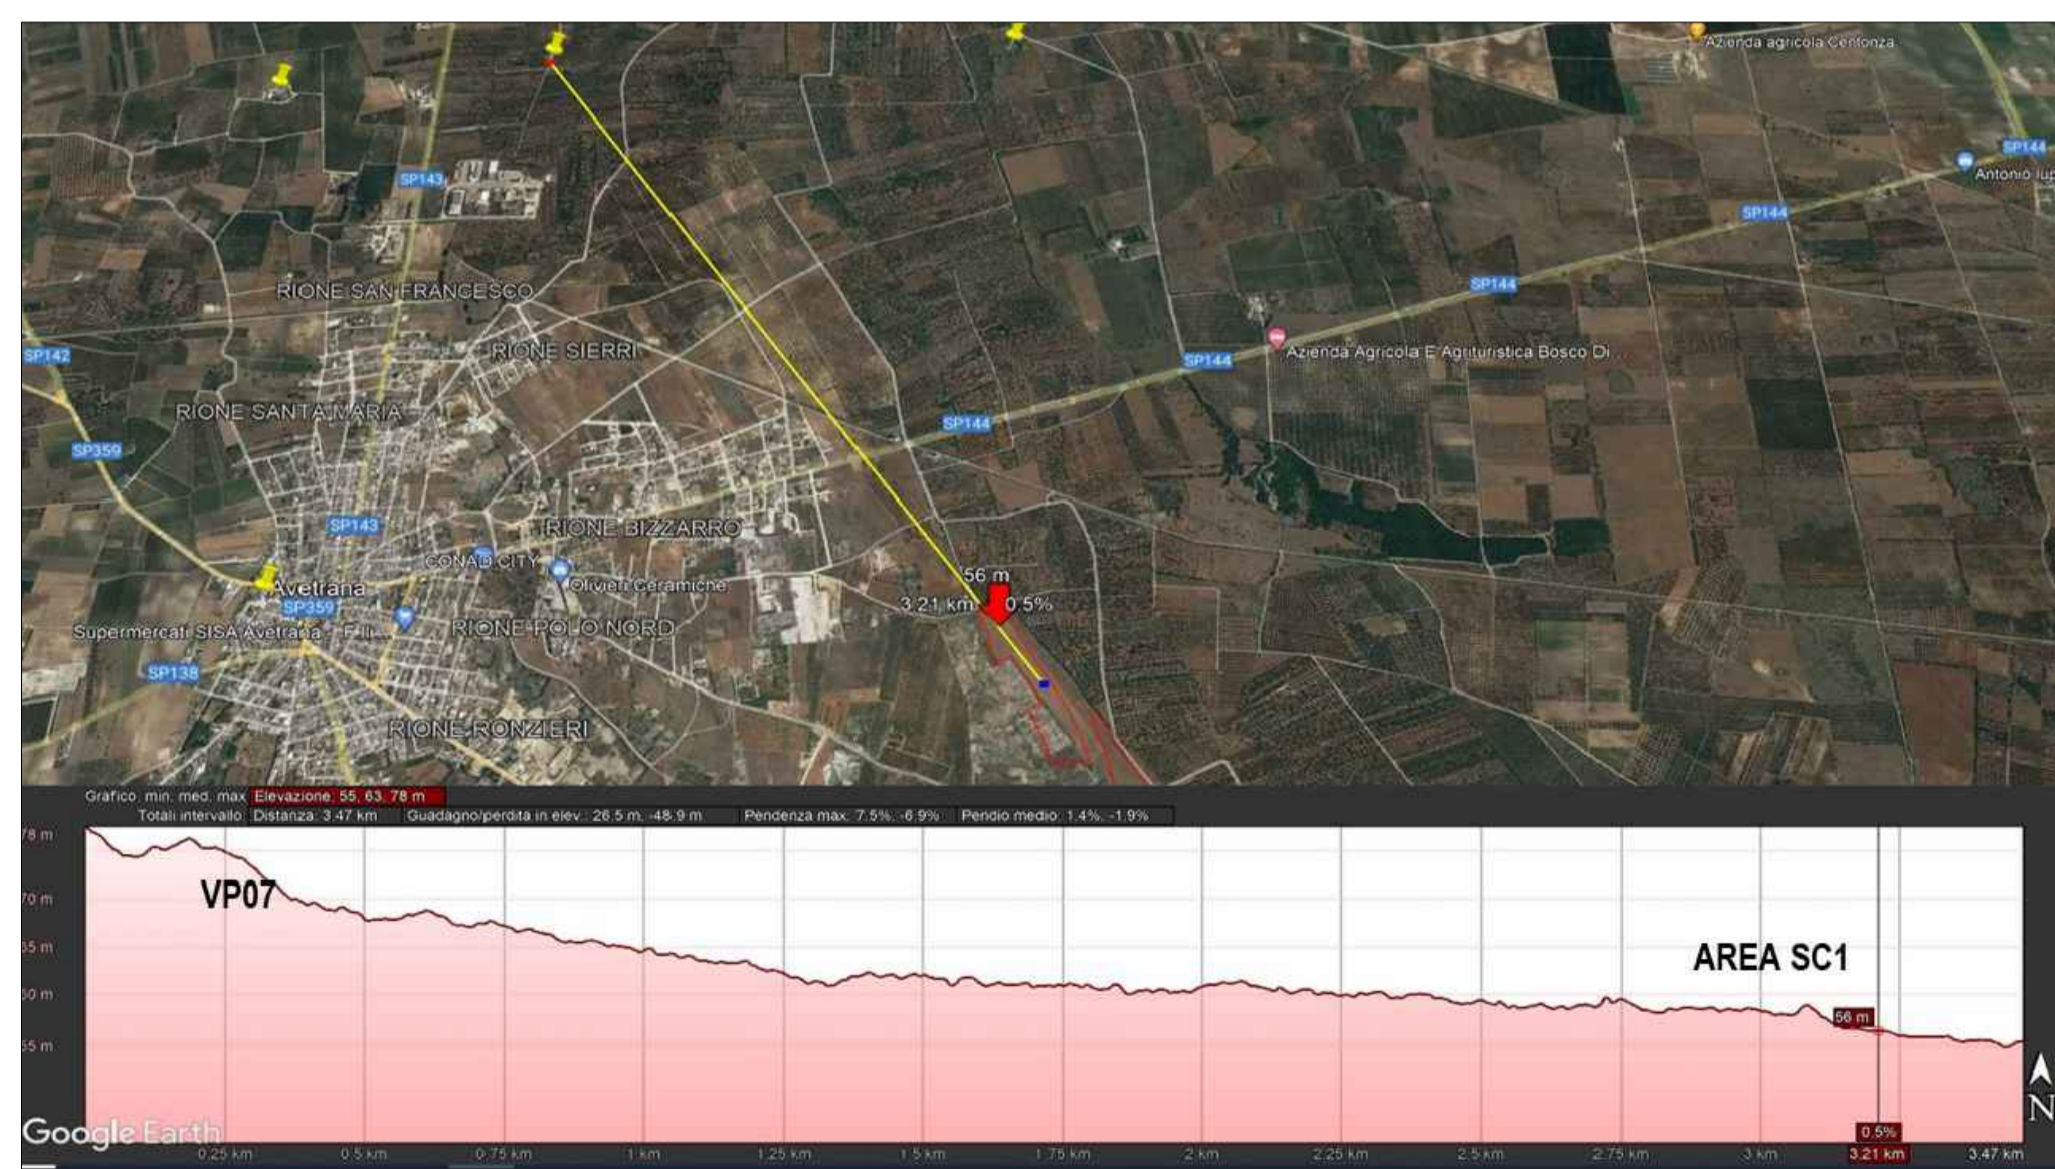 Azienda agricola Centonza
SP144
Antonio Iup
SP143
SP144
RIONE SAN FRANCESCO
SP144
SP142
RIONE SIERRI
SP144
Azienda Agricola E Agrituristica Bosco Di...
RIONE SANTA MARIA
SP144
SP359
SP143
RIONE BIZZARRO
CONAD CITY
Olivieri Ceramiche
Avetrana
SP359
56 m
3.21 km 0.5%
Supermercati SISA Avetrana - F.lli...
RIONE POLO NORD
SP138
RIONE RONZIERI
Grafico: min. med. max Elevazione: 55, 63, 78 m
Totali intervallo: Distanza: 3.47 km Guadagno/perdita in elev.: 26.5 m, -48.9 m Pendenza max: 7.5%, -6.9% Pendio medio: 1.4%, -1.9%
78 m
VP07
70 m
65 m
AREA SC1
60 m
56 m
55 m
N
Google Earth
0.5%
0.25 km 0.5 km 0.75 km 1 km 1.25 km 1.5 km 1.75 km 2 km 2.25 km 2.5 km 2.75 km 3 km 3.21 km 3.47 km